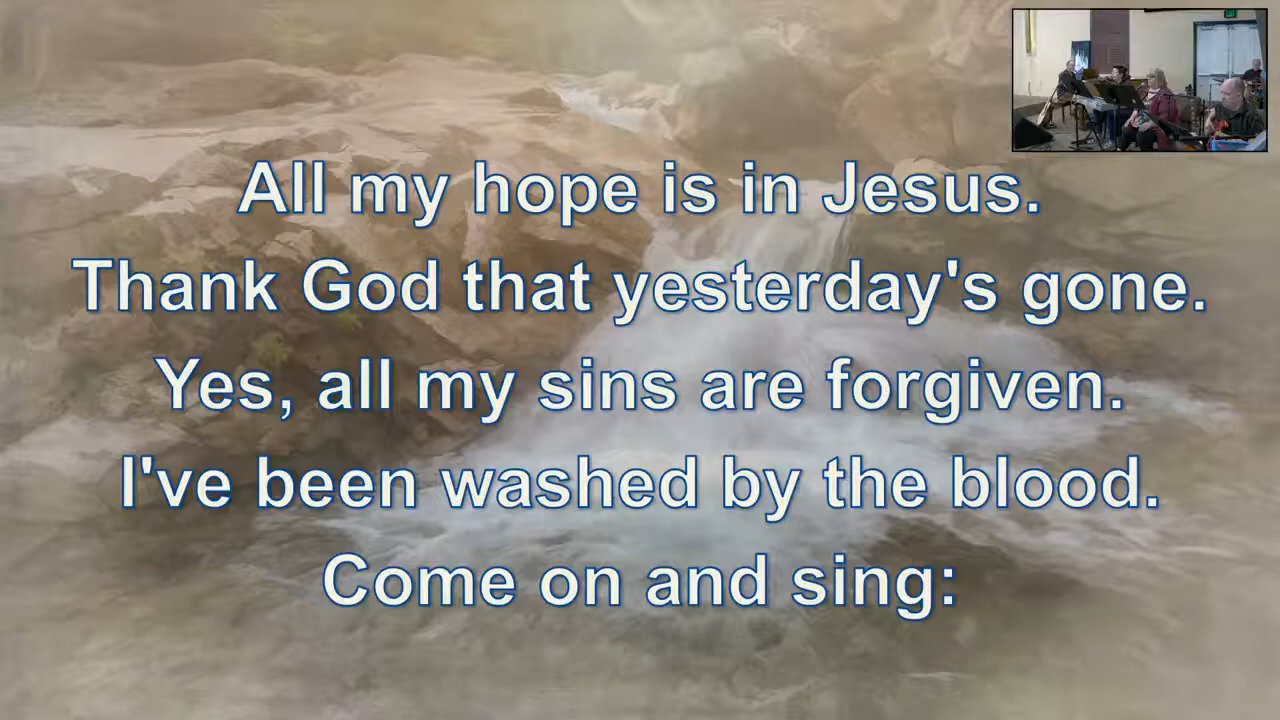 All my hope is in Jesus.
Thank God that yesterday's gone.
Yes, all my sins are forgiven.
I've been washed by the blood.
Come on and sing: